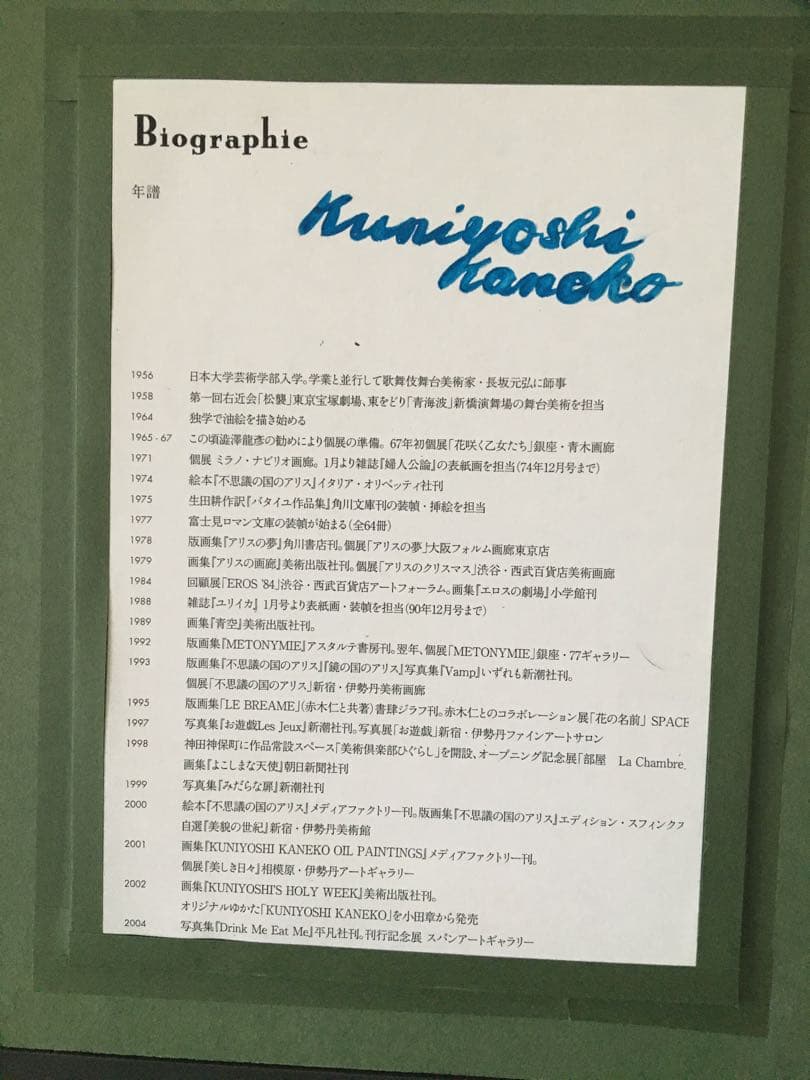 Biographie
年譜
Kuniyoshi
Kaneko
1956 日本大学芸術学部入学。学業と並行して歌舞伎舞台美術家・長坂元弘に師事
1958 第一回右近会「松襲」東京宝塚劇場、東をどり「青海波」新橋演舞場の舞台美術を担当
1964 独学で油絵を描き始める
1965-67 この頃澁澤龍彦の勧めにより個展の準備。67年初個展「花咲く乙女たち」銀座・青木画廊
1971 個展 ミラノ・ナビリオ画廊。1月より雑誌『婦人公論』の表紙画を担当(74年12月号まで)
1974 絵本『不思議の国のアリス』イタリア・オリベッティ社刊
1975 生田耕作訳『バタイユ作品集』角川文庫刊の装幀・挿絵を担当
1977 富士見ロマン文庫の装幀が始まる(全64冊)
1978 版画集『アリスの夢』角川書店刊。個展「アリスの夢」大阪フォルム画廊東京店
1979 画集『アリスの画廊』美術出版社刊。個展「アリスのクリスマス」渋谷・西武百貨店美術画廊
1984 回顧展「EROS '84」渋谷・西武百貨店アートフォーラム。画集『エロスの劇場』小学館刊
1988 雑誌『ユリイカ』1月号より表紙画・装幀を担当(90年12月号まで)
1989 画集『青空』美術出版社刊。
1992 版画集『METONYMIE』アスタルテ書房刊。翌年、個展「METONYMIE」銀座・77ギャラリー
1993 版画集『不思議の国のアリス』『鏡の国のアリス』写真集『Vamp』いずれも新潮社刊。
個展「不思議の国のアリス」新宿・伊勢丹美術画廊
1995 版画集「LE BREAME」(赤木仁と共著)書肆ジラフ刊。赤木仁とのコラボレーション展「花の名前」SPACE
1997 写真集『お遊戯Les Jeux』新潮社刊。写真展「お遊戯」新宿・伊勢丹ファインアートサロン
1998 神田神保町に作品常設スペース「美術倶楽部ひぐらし」を開設、オープニング記念展「部屋 La Chambre
画集『よこしまな天使』朝日新聞社刊
1999 写真集『みだらな扉』新潮社刊
2000 絵本『不思議の国のアリス』メディアファクトリー刊。版画集『不思議の国のアリス』エディション・スフィンクス
自選『美貌の世紀』新宿・伊勢丹美術館
2001 画集『KUNIYOSHI KANEKO OIL PAINTINGS』メディアファクトリー刊。
個展『美しき日々』相模原・伊勢丹アートギャラリー
2002 画集『KUNIYOSHI'S HOLY WEEK』美術出版社刊。
オリジナルゆかた「KUNIYOSHI KANEKO」を小田章から発売
2004 写真集『Drink Me Eat Me』平凡社刊。刊行記念展 スパンアートギャラリー